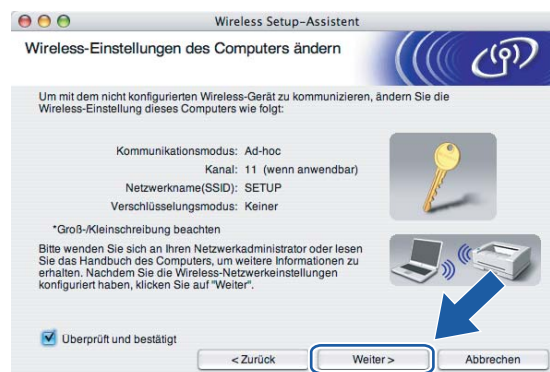 Wireless Setup-Assistent
Wireless-Einstellungen des Computers ändern
Um mit dem nicht konfigurierten Wireless-Gerät zu kommunizieren, ändern Sie die
Wireless-Einstellung dieses Computers wie folgt:
Kommunikationsmodus: Ad-hoc
Kanal: 11 (wenn anwendbar)
Netzwerkname(SSID): SETUP
Verschlüsselungsmodus: Keiner
*Groß-/Kleinschreibung beachten
Bitte wenden Sie sich an Ihren Netzwerkadministrator oder lesen
Sie das Handbuch des Computers, um weitere Informationen zu
erhalten. Nachdem Sie die Wireless-Netzwerkeinstellungen
konfiguriert haben, klicken Sie auf "Weiter".
Überprüft und bestätigt
< Zurück Weiter > Abbrechen